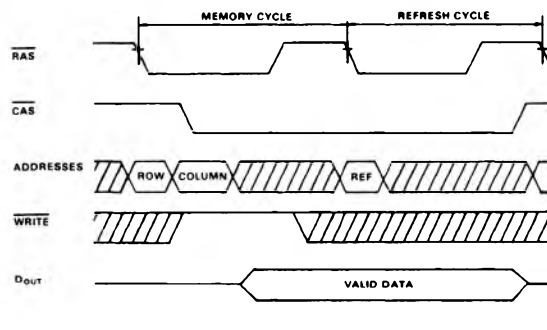 MEMORY CYCLE REFRESH CYCLE
RAS
CAS
ADDRESSES ROW COLUMN REF
WRITE
DOUT VALID DATA